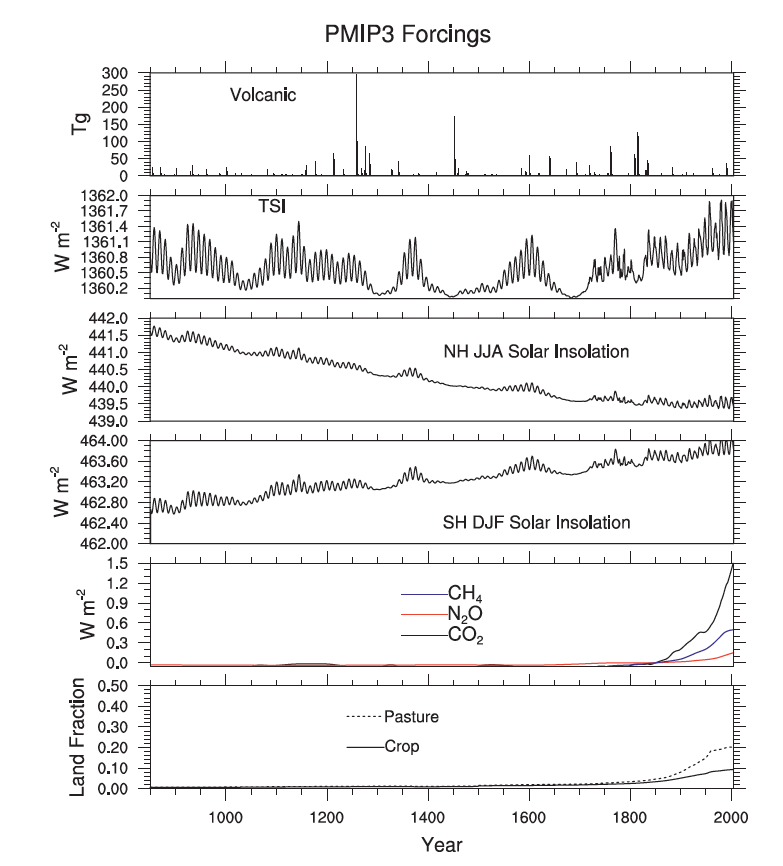 PMIP3 Forcings
Volcanic
Tg
300
250
200
150
100
50
0
TSI
W m-2
1362.0
1361.7
1361.4
1361.1
1360.8
1360.5
1360.2
NH JJA Solar Insolation
W m-2
442.0
441.5
441.0
440.5
440.0
439.5
439.0
SH DJF Solar Insolation
W m-2
464.00
463.60
463.20
462.80
462.40
462.00
W m-2
1.5
1.2
0.9
0.6
0.3
0.0
CH4
N2O
CO2
Land Fraction
0.50
0.40
0.30
0.20
0.10
0.00
Pasture
Crop
1000 1200 1400 1600 1800 2000
Year